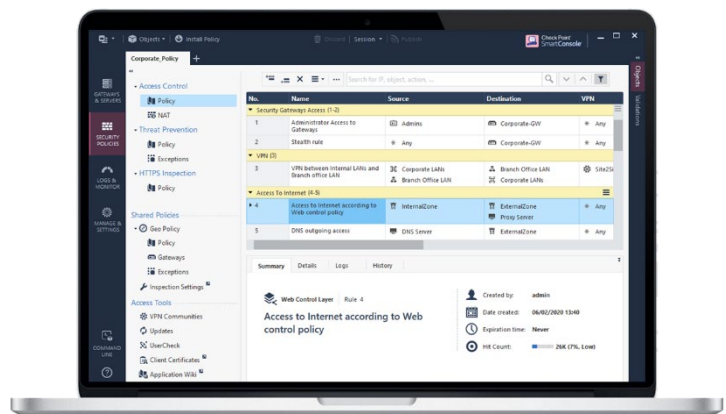 Objects
Install Policy
Discard
Session
Publish
Check Point
SmartConsole
Corporate_Policy
GATEWAYS
& SERVERS
SECURITY
POLICIES
LOGS &
MONITOR
MANAGE &
SETTINGS
COMMAND
LINE
Access Control
Policy
NAT
Threat Prevention
Policy
Exceptions
HTTPS Inspection
Policy
Shared Policies
Geo Policy
Policy
Gateways
Exceptions
Inspection Settings
Access Tools
VPN Communities
Updates
UserCheck
Client Certificates
Application Wiki
Search for IP, object, action ...
No. Name Source Destination VPN
Security Gateways Access (1-2)
1 Administrator Access to Gateways Admins Corporate-GW Any
2 Stealth rule Any Corporate-GW Any
VPN (3)
3 VPN between Internal LANs and Branch office LAN Corporate LANs Branch Office LAN Site2Si
Branch Office LAN Corporate LANs
Access To Internet (4-5)
4 Access to Internet according to Web control policy InternalZone ExternalZone Any
Proxy Server
5 DNS outgoing access DNS Server ExternalZone Any
Summary Details Logs History
Web Control Layer Rule 4
Access to Internet according to Web
control policy
Created by: admin
Date created: 06/02/2020 13:40
Expiration time: Never
Hit Count: 26K (7%, Low)
Objects
Validations